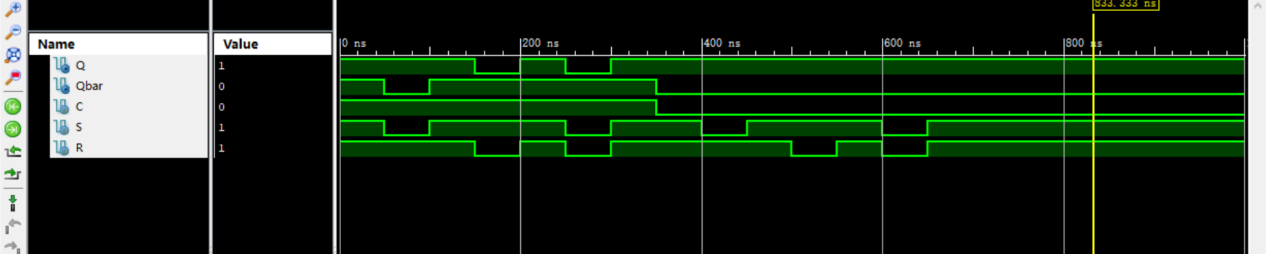 833.333 ns
Name Value
0 ns 200 ns 400 ns 600 ns 800 ns
Q 1
Qbar 0
C 0
S 1
R 1